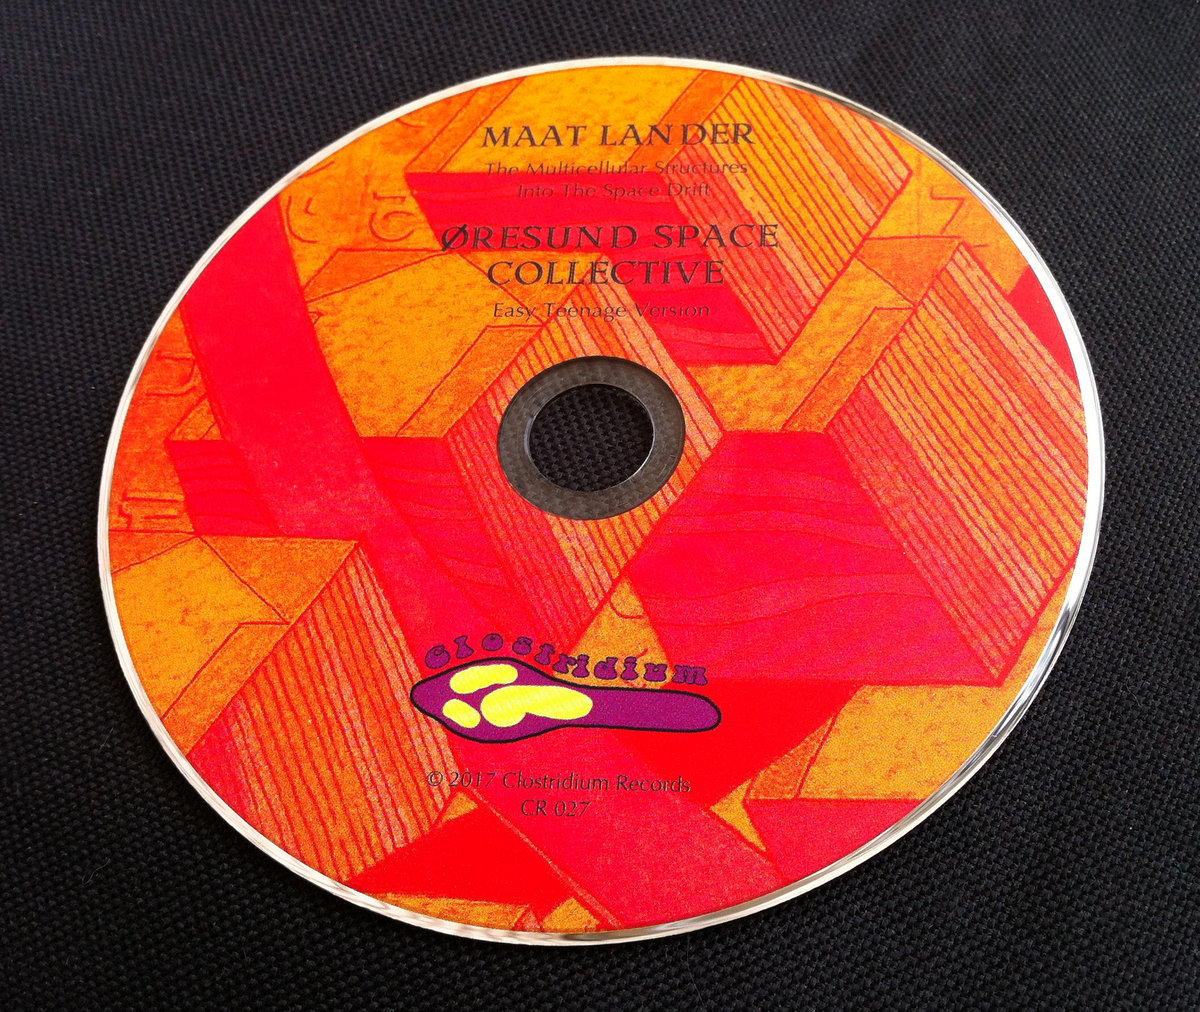 MAAT LANDER
The Multicellular Structures
Into The Space Drift
ØRESUND SPACE
COLLECTIVE
Easy Teenage Version
Clostridium
© 2017 Clostridium Records
CR 027